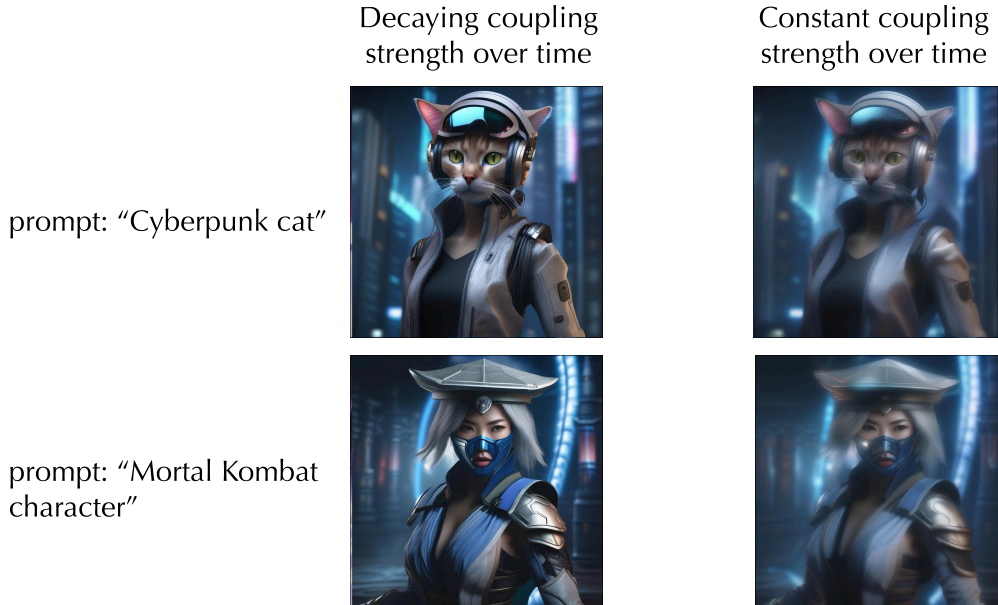 Decaying coupling
strength over time
Constant coupling
strength over time
prompt: “Cyberpunk cat”
prompt: “Mortal Kombat
character”